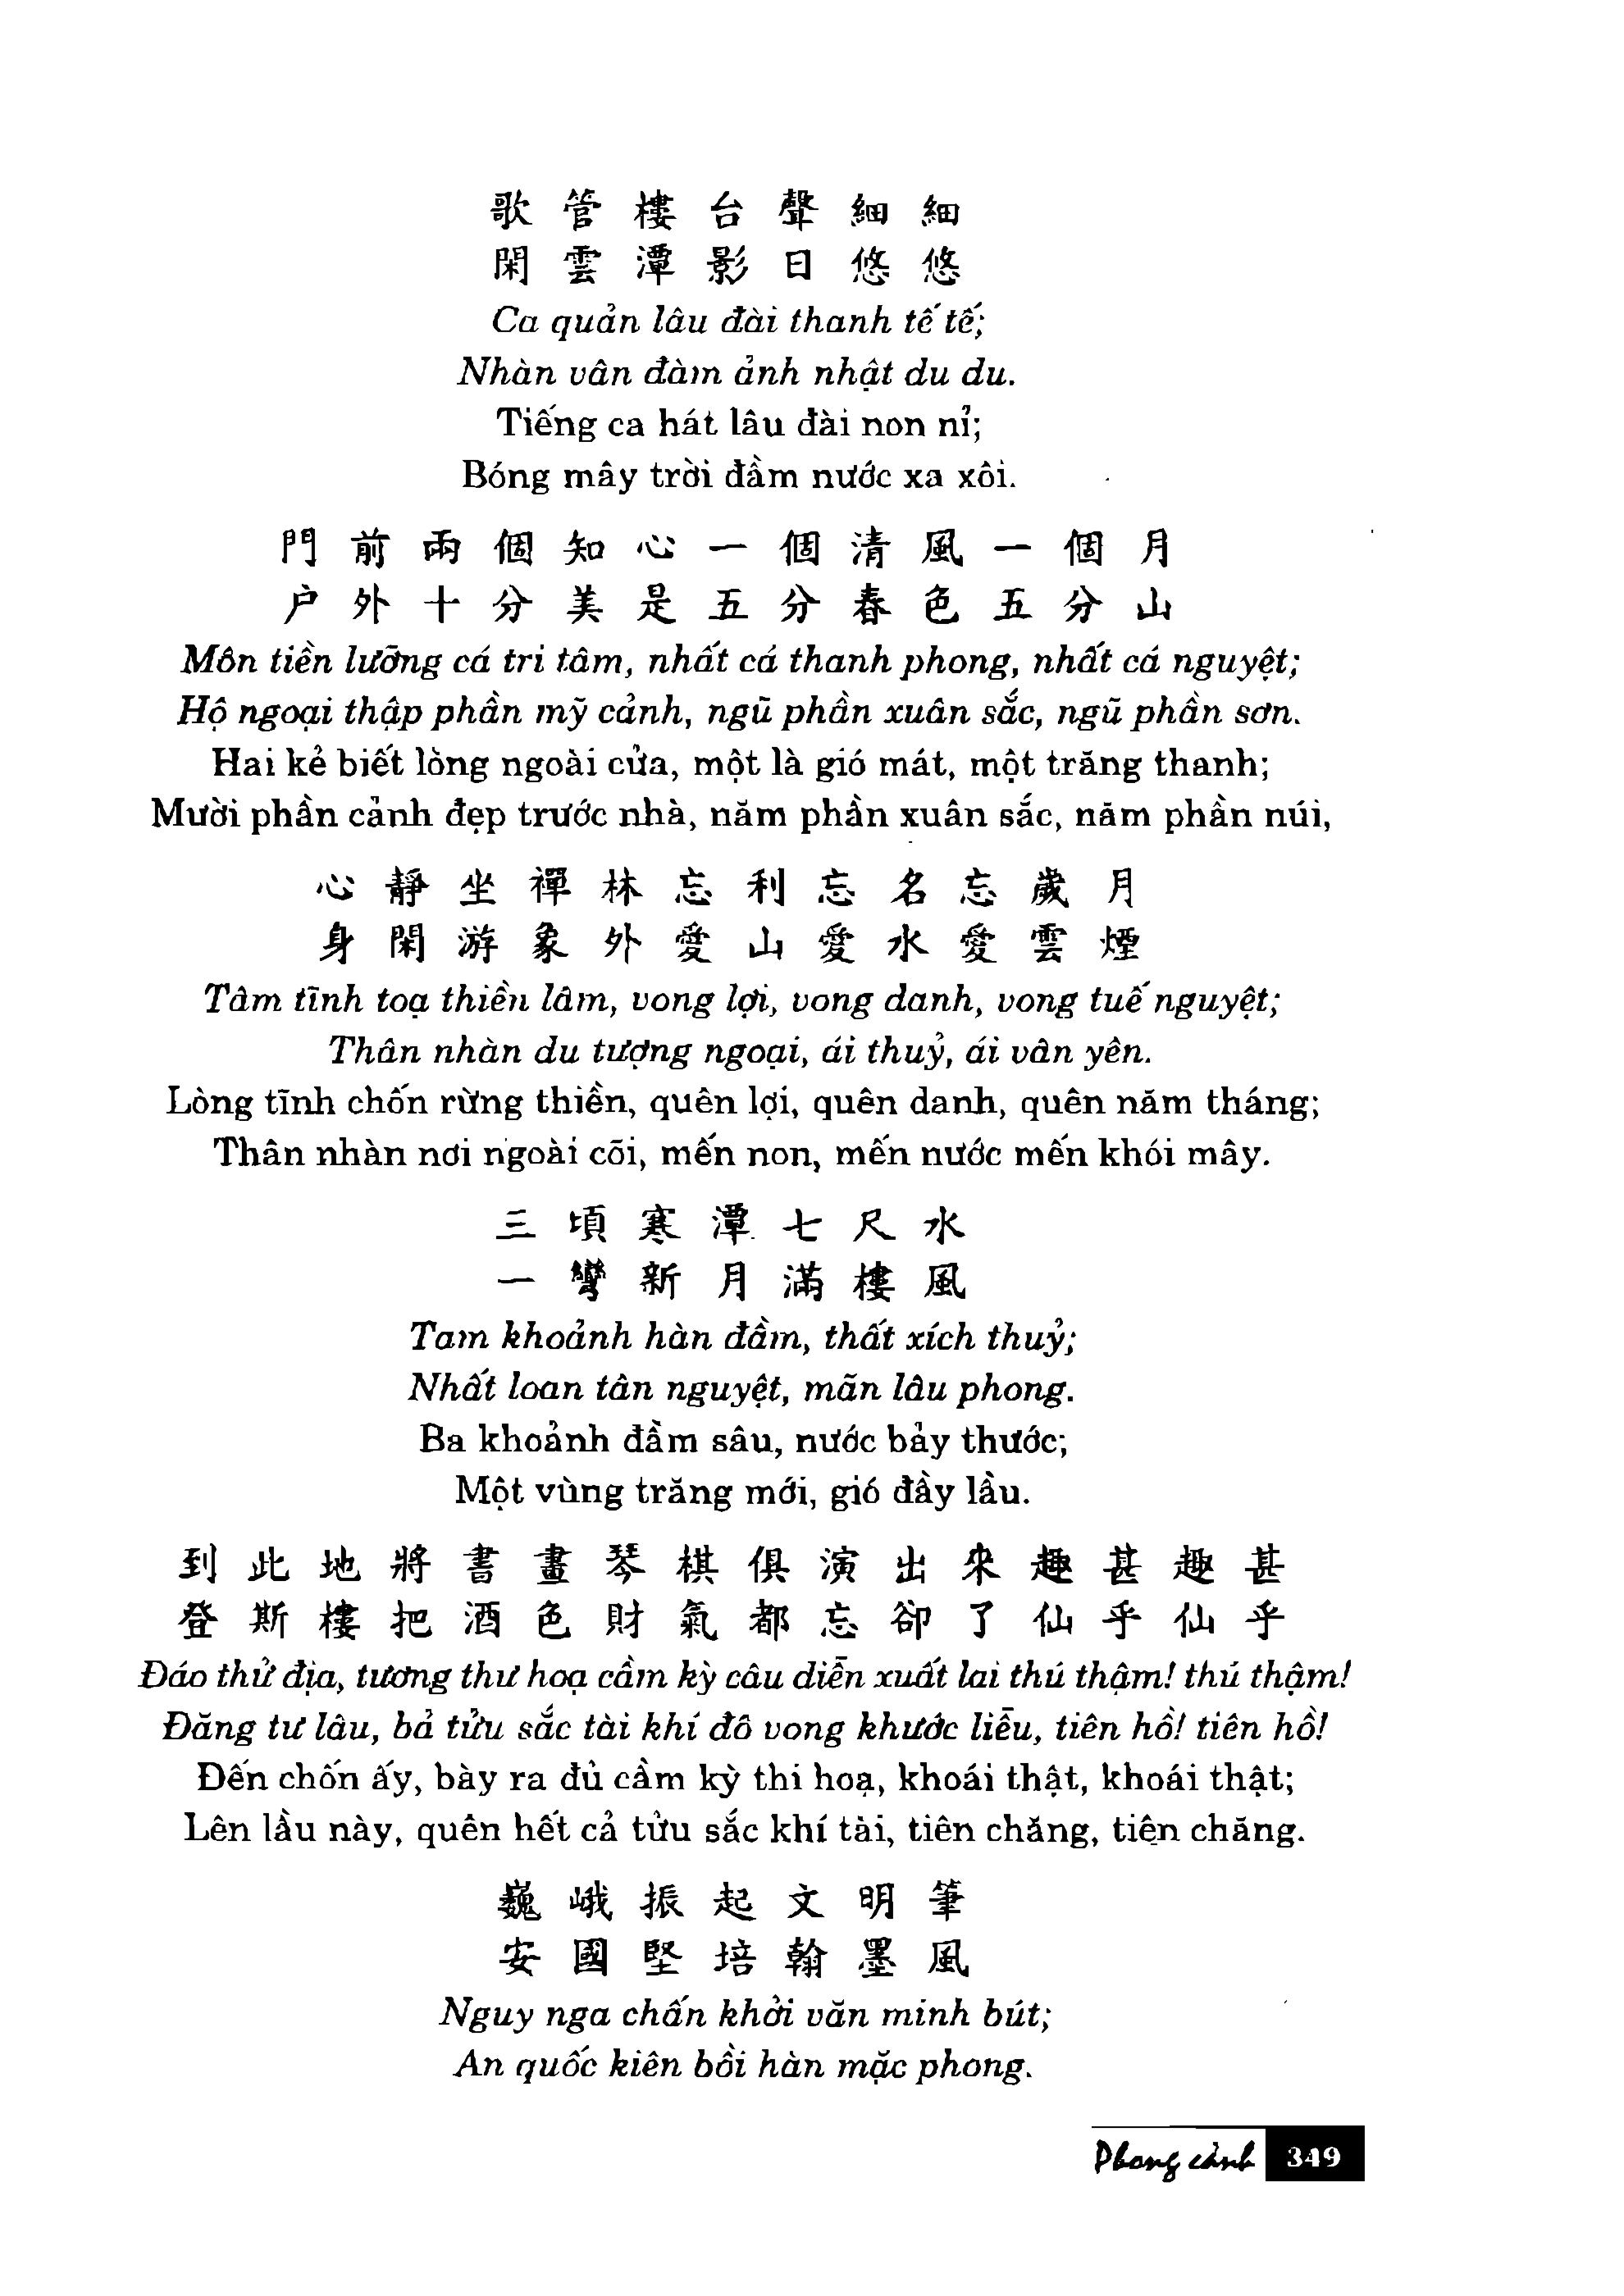 歌管樓台聲細細
閑雲潭影日悠悠
Ca quản lâu đài thanh tế tế;
Nhàn vân đàm ảnh nhật du du.
Tiếng ca hát lâu đài non nỉ;
Bóng mây trời đầm nước xa xôi.
門前兩個知心一個清風一個月
户外十分美是五分春色五分山
Môn tiền lưỡng cá tri tâm, nhất cá thanh phong, nhất cá nguyệt;
Hộ ngoại thập phần mỹ cảnh, ngũ phần xuân sắc, ngũ phần sơn.
Hai kẻ biết lòng ngoài cửa, một là gió mát, một trăng thanh;
Mười phần cảnh đẹp trước nhà, năm phần xuân sắc, năm phần núi,
心靜坐禪林忘利忘名忘歲月
身閑游象外愛山愛水愛雲煙
Tâm tĩnh toạ thiền lâm, vong lợi, vong danh, vong tuế nguyệt;
Thân nhàn du tượng ngoại, ái thuỷ, ái vân yên.
Lòng tĩnh chốn rừng thiền, quên lợi, quên danh, quên năm tháng;
Thân nhàn nơi ngoài cõi, mến non, mến nước mến khói mây.
三頃寒潭七尺水
一彎新月滿樓風
Tam khoảnh hàn đầm, thất xích thuỷ;
Nhất loan tân nguyệt, mãn lâu phong.
Ba khoảnh đầm sâu, nước bảy thước;
Một vùng trăng mới, gió đầy lầu.
到此地將書畫琴棋俱演出來趣甚趣甚
登斯樓把酒色財氣都忘卻了仙乎仙乎
Đáo thử địa, tương thư hoạ cầm kỳ câu diễn xuất lai thú thậm! thú thậm!
Đăng tư lâu, bả tửu sắc tài khí đô vong khước liễu, tiên hồ! tiên hồ!
Đến chốn ấy, bày ra đủ cầm kỳ thi hoạ, khoái thật, khoái thật;
Lên lầu này, quên hết cả tửu sắc khí tài, tiên chăng, tiên chăng.
巍峨振起文明筆
安國堅培翰墨風
Nguy nga chấn khởi văn minh bút;
An quốc kiên bồi hàn mặc phong.
Phong cảnh 349